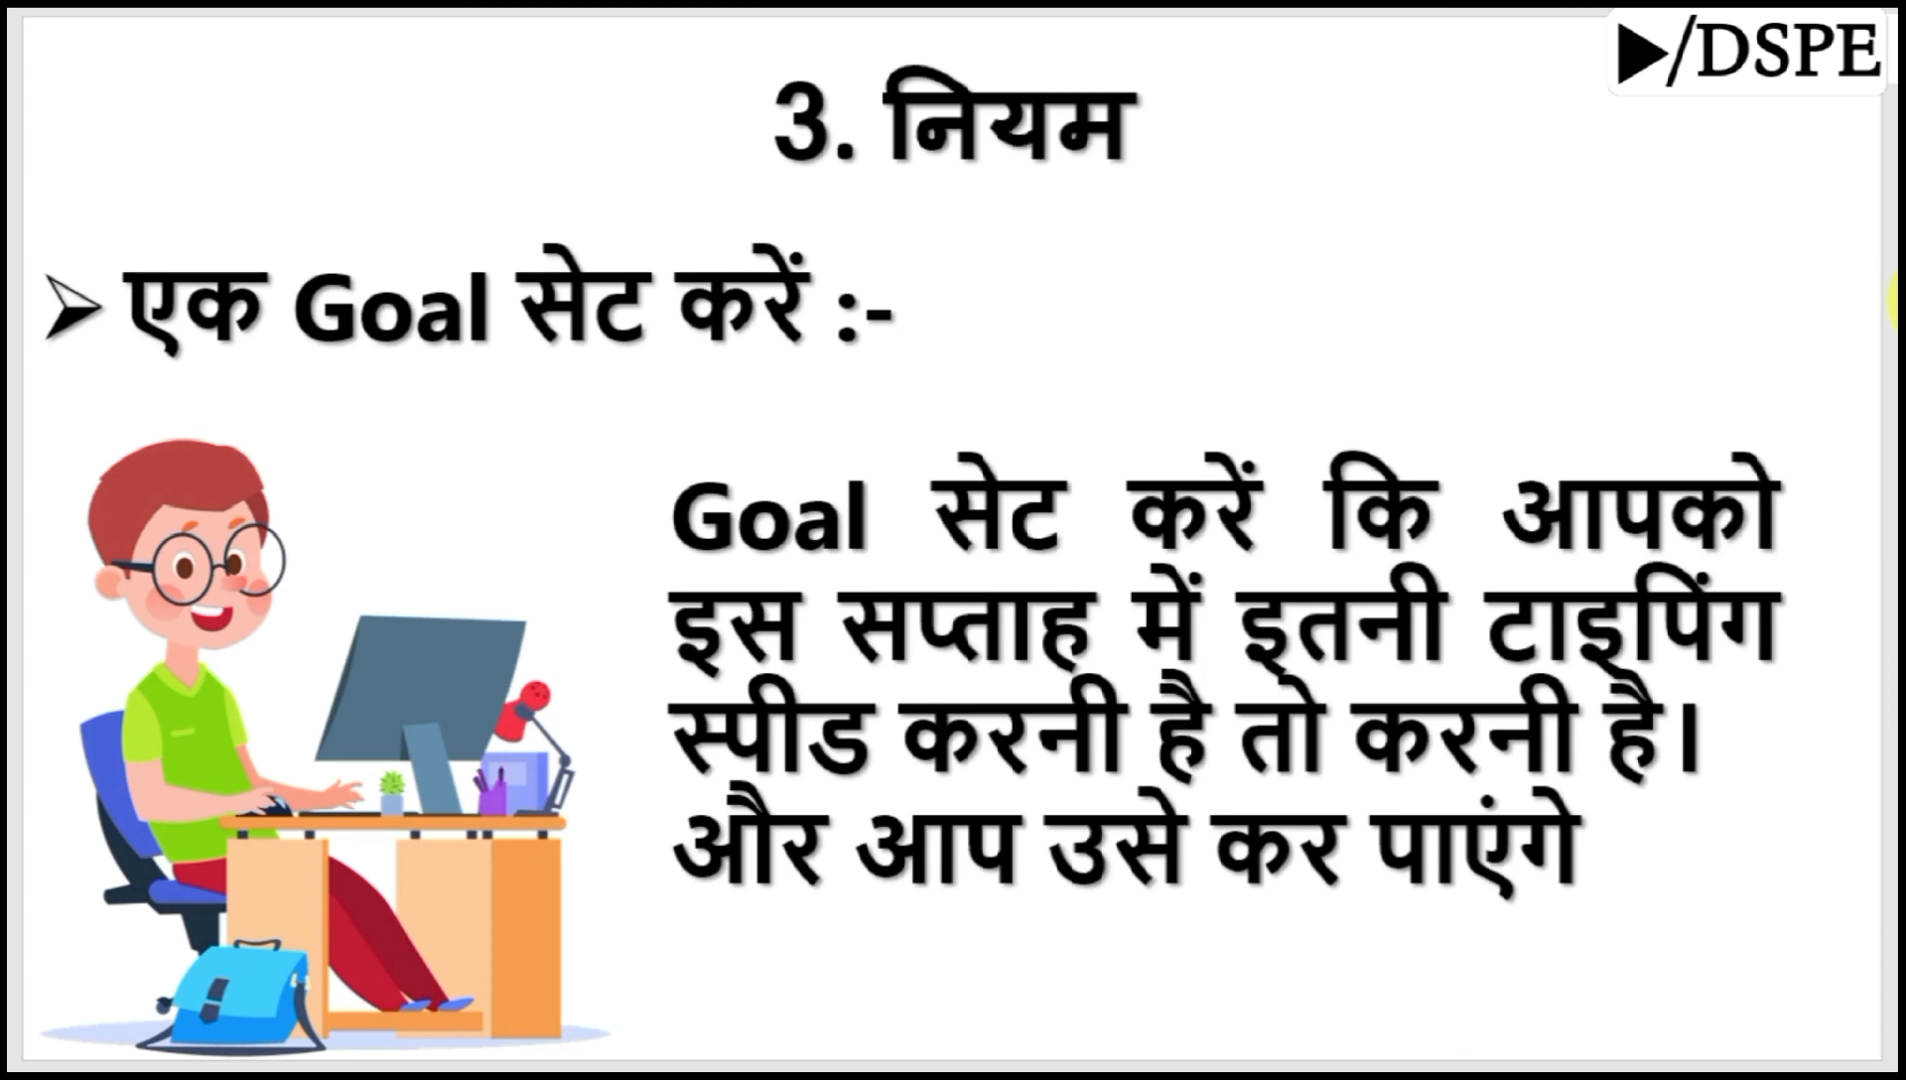 ▶/DSPE
3. नियम
➢ एक Goal सेट करें :-
Goal सेट करें कि आपको
इस सप्ताह में इतनी टाइपिंग
स्पीड करनी है तो करनी है।
और आप उसे कर पाएंगे